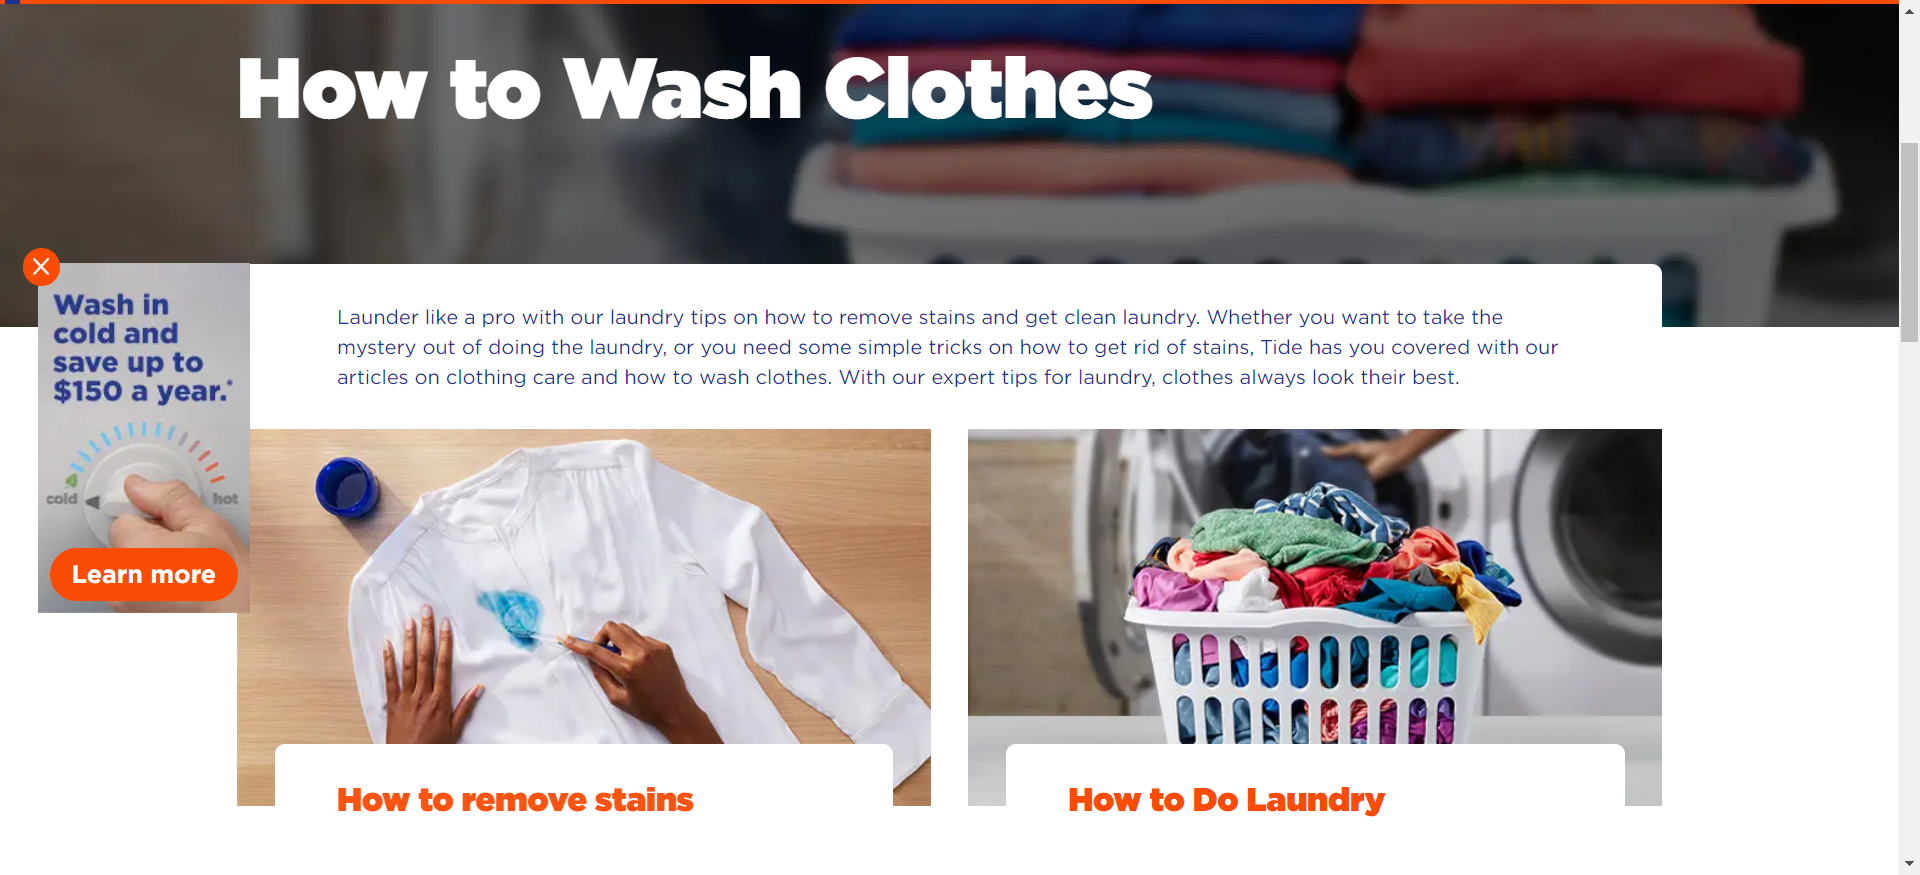 How to Wash Clothes
Wash in
cold and
save up to
$150 a year.*
cold
hot
Learn more
Launder like a pro with our laundry tips on how to remove stains and get clean laundry. Whether you want to take the
mystery out of doing the laundry, or you need some simple tricks on how to get rid of stains, Tide has you covered with our
articles on clothing care and how to wash clothes. With our expert tips for laundry, clothes always look their best.
How to remove stains
How to Do Laundry